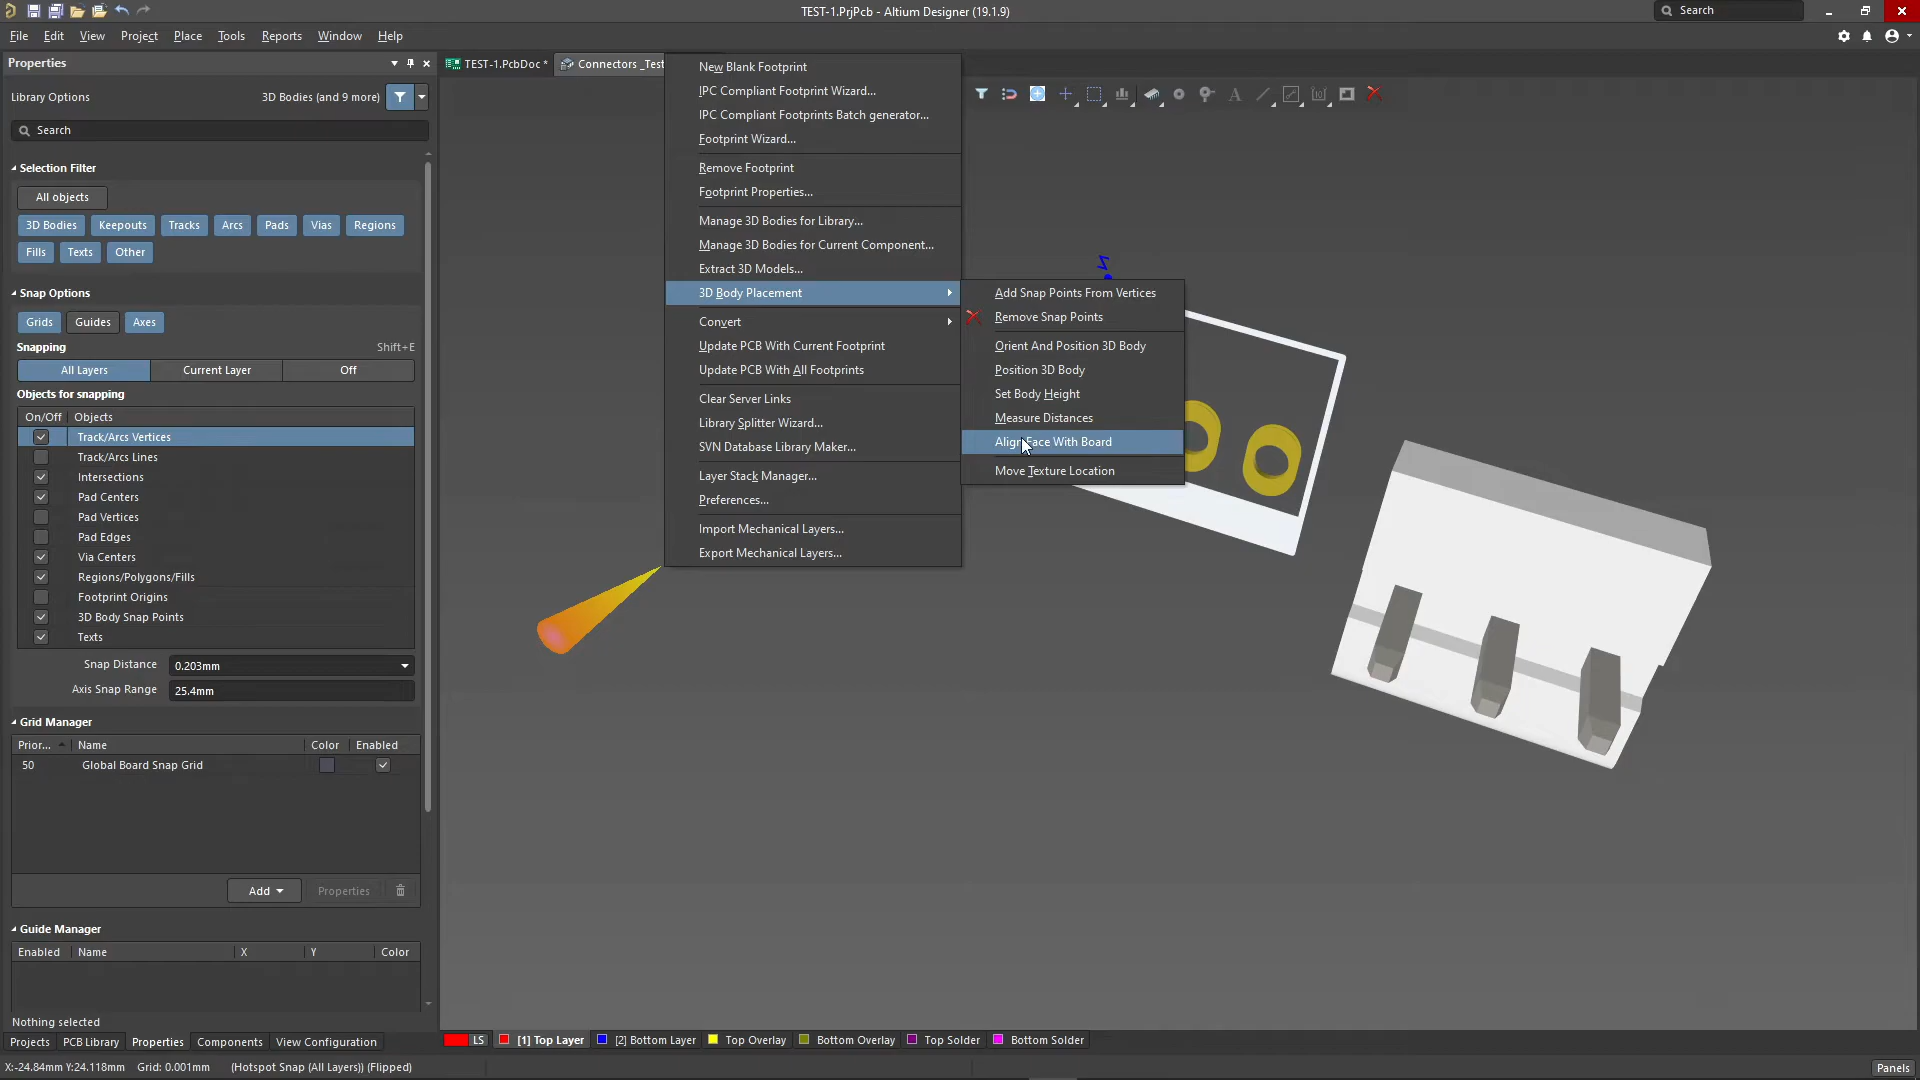 TEST-1.PrjPcb - Altium Designer (19.1.9)
Search
File Edit View Project Place Tools Reports Window Help
Properties
TEST-1.PcbDoc *
Connectors _Test
Library Options
3D Bodies (and 9 more)
Search
Selection Filter
All objects
3D Bodies Keepouts Tracks Arcs Pads Vias Regions
Fills Texts Other
Snap Options
Grids Guides Axes
Snapping
Shift+E
All Layers Current Layer Off
Objects for snapping
On/Off Objects
Track/Arcs Vertices
Track/Arcs Lines
Intersections
Pad Centers
Pad Vertices
Pad Edges
Via Centers
Regions/Polygons/Fills
Footprint Origins
3D Body Snap Points
Texts
Snap Distance 0.203mm
Axis Snap Range 25.4mm
Grid Manager
Prior... Name Color Enabled
50 Global Board Snap Grid
Add Properties
Guide Manager
Enabled Name X Y Color
Nothing selected
Projects PCB Library Properties Components View Configuration
New Blank Footprint
IPC Compliant Footprint Wizard...
IPC Compliant Footprints Batch generator...
Footprint Wizard...
Remove Footprint
Footprint Properties...
Manage 3D Bodies for Library...
Manage 3D Bodies for Current Component...
Extract 3D Models...
3D Body Placement
Convert
Update PCB With Current Footprint
Update PCB With All Footprints
Clear Server Links
Library Splitter Wizard...
SVN Database Library Maker...
Layer Stack Manager...
Preferences...
Import Mechanical Layers...
Export Mechanical Layers...
Add Snap Points From Vertices
Remove Snap Points
Orient And Position 3D Body
Position 3D Body
Set Body Height
Measure Distances
Align Face With Board
Move Texture Location
Z
LS [1] Top Layer [2] Bottom Layer Top Overlay Bottom Overlay Top Solder Bottom Solder
X:-24.84mm Y:24.118mm Grid: 0.001mm (Hotspot Snap (All Layers)) (Flipped)
Panels